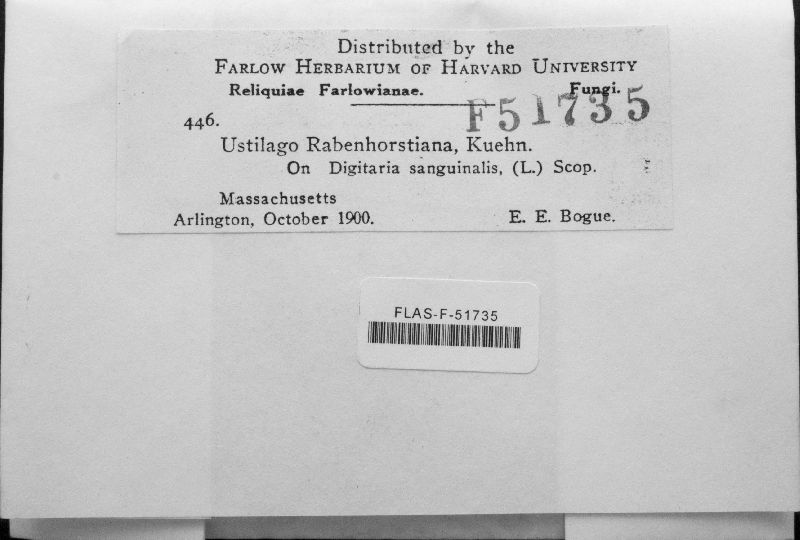 Distributed by the
FARLOW HERBARIUM OF HARVARD UNIVERSITY
Reliquiae Farlowianae. Fungi.
F51735
446.
Ustilago Rabenhorstiana, Kuehn.
On Digitaria sanguinalis, (L.) Scop.
Massachusetts
Arlington, October 1900. E. E. Bogue.
FLAS-F-51735